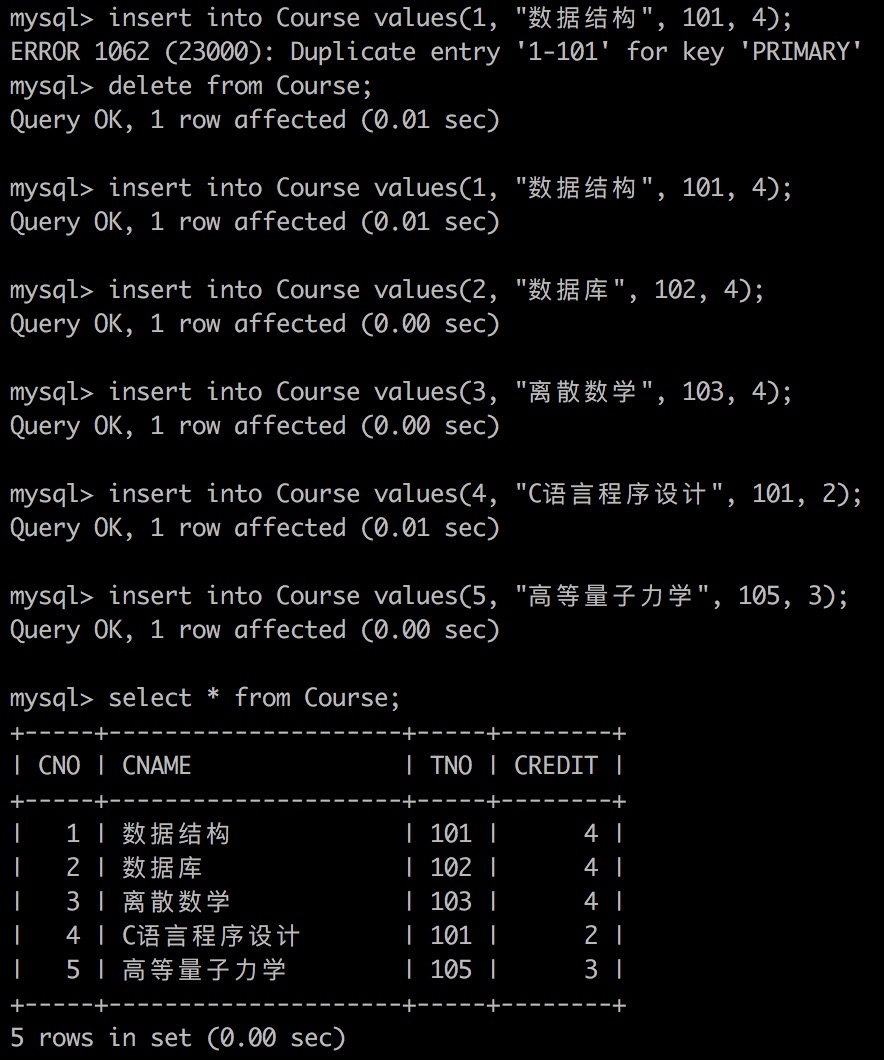 mysql> insert into Course values(1, "数据结构", 101, 4);
ERROR 1062 (23000): Duplicate entry '1-101' for key 'PRIMARY'
mysql> delete from Course;
Query OK, 1 row affected (0.01 sec)
mysql> insert into Course values(1, "数据结构", 101, 4);
Query OK, 1 row affected (0.01 sec)
mysql> insert into Course values(2, "数据库", 102, 4);
Query OK, 1 row affected (0.00 sec)
mysql> insert into Course values(3, "离散数学", 103, 4);
Query OK, 1 row affected (0.00 sec)
mysql> insert into Course values(4, "C语言程序设计", 101, 2);
Query OK, 1 row affected (0.01 sec)
mysql> insert into Course values(5, "高等量子力学", 105, 3);
Query OK, 1 row affected (0.00 sec)
mysql> select * from Course;
+-----+---------------------+-----+--------+
| CNO | CNAME               | TNO | CREDIT |
+-----+---------------------+-----+--------+
|   1 | 数据结构            | 101 |      4 |
|   2 | 数据库              | 102 |      4 |
|   3 | 离散数学            | 103 |      4 |
|   4 | C语言程序设计       | 101 |      2 |
|   5 | 高等量子力学        | 105 |      3 |
+-----+---------------------+-----+--------+
5 rows in set (0.00 sec)